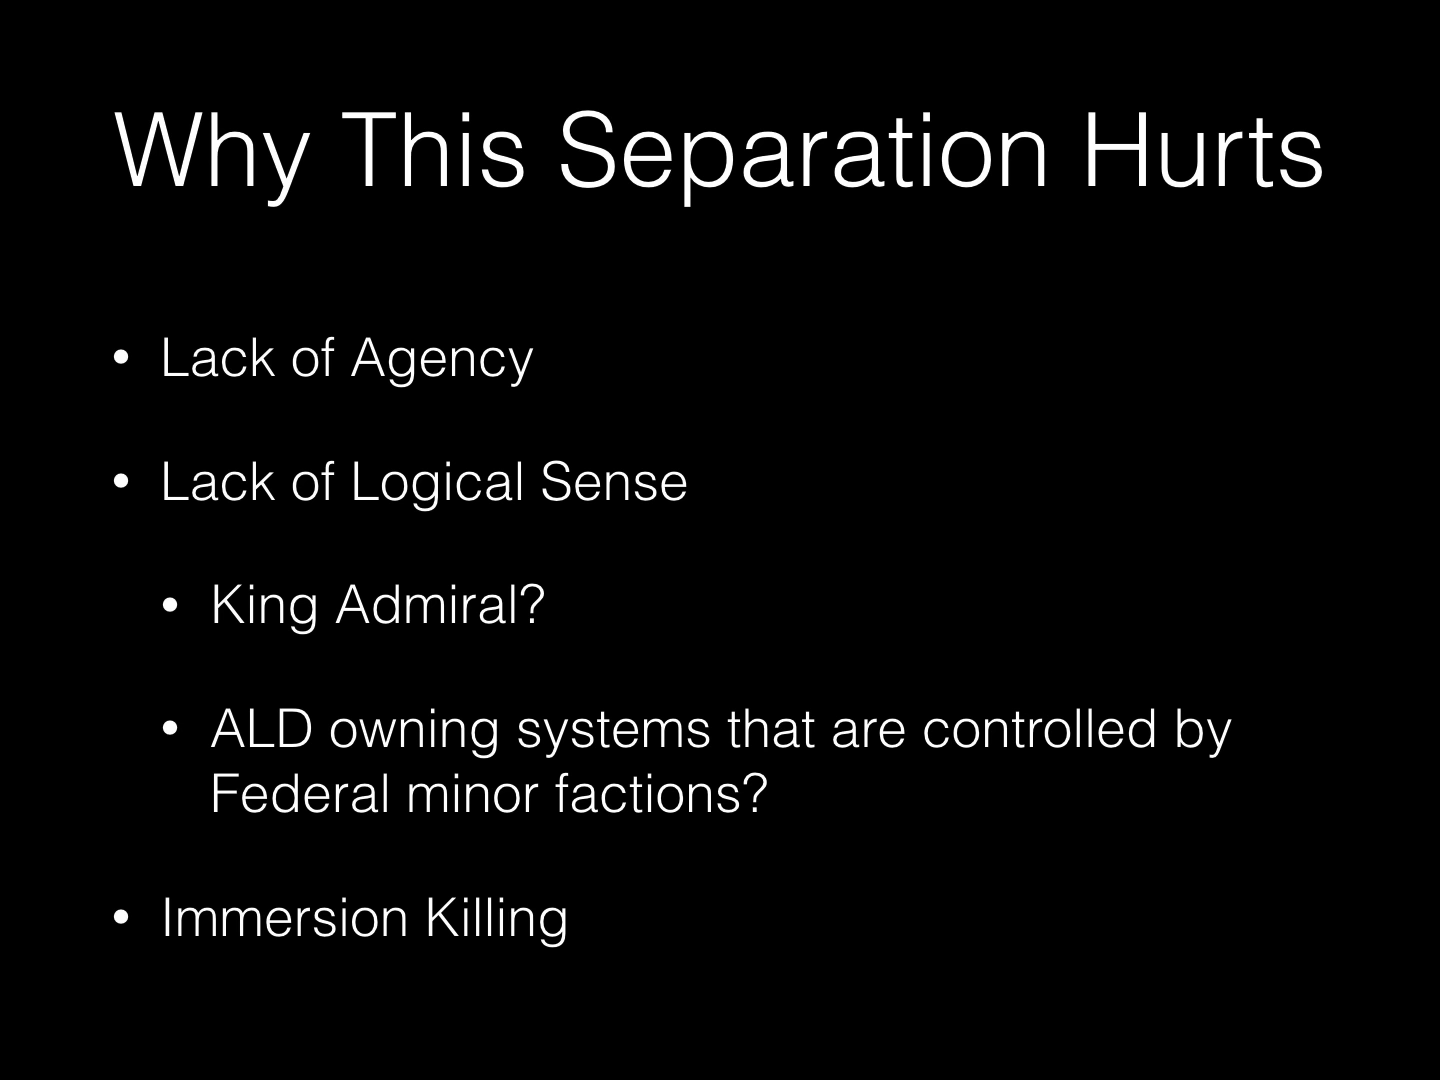 Why This Separation Hurts
• Lack of Agency
• Lack of Logical Sense
• King Admiral?
• ALD owning systems that are controlled by
Federal minor factions?
• Immersion Killing